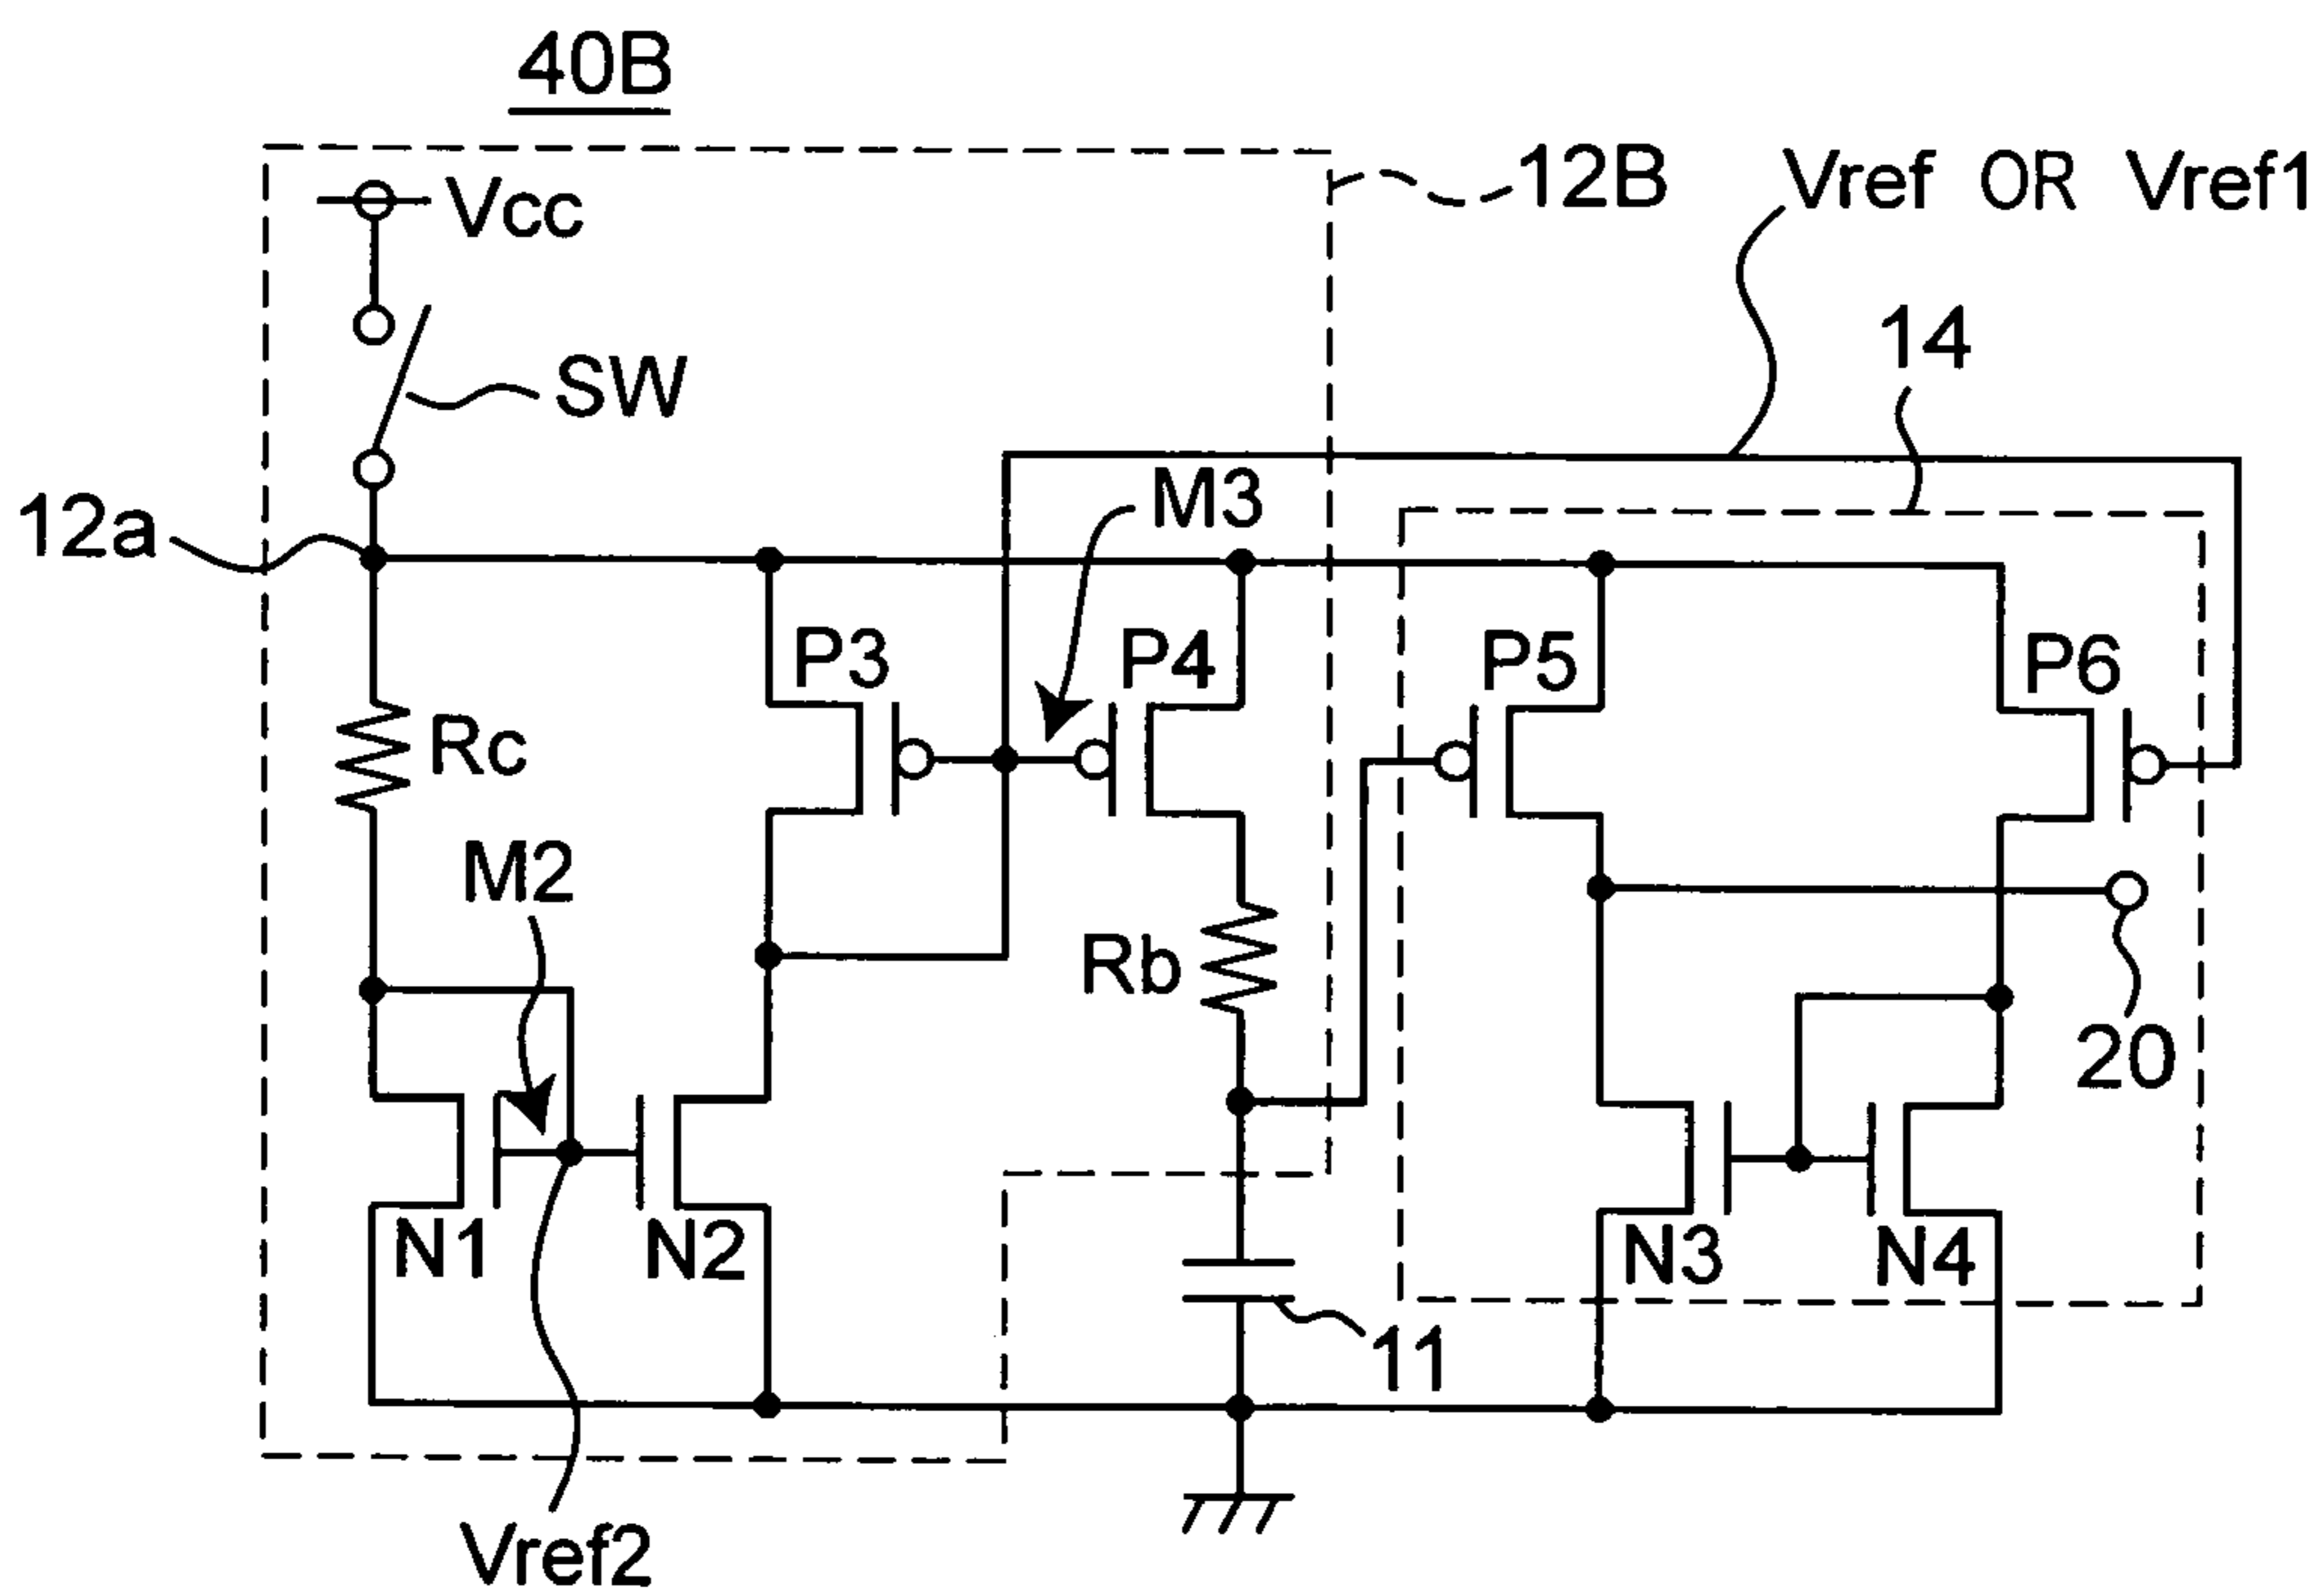 40B
Vcc
12B
Vref OR Vref1
14
SW
M3
12a
P3
P4
P5
P6
Rc
M2
Rb
20
N1
N2
N3
N4
11
Vref2